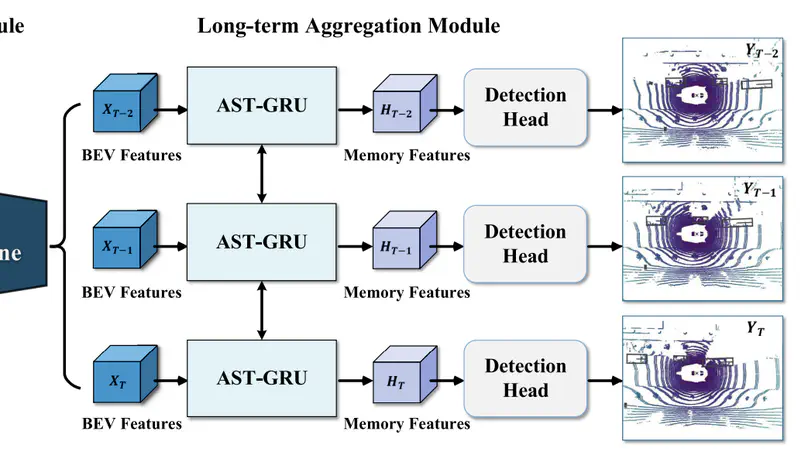 ule
Long-term Aggregation Module
X_{T-2}
AST-GRU
H_{T-2}
Detection
Head
Y_{T-2}
BEV Features
Memory Features
ne
X_{T-1}
AST-GRU
H_{T-1}
Detection
Head
Y_{T-1}
BEV Features
Memory Features
X_T
AST-GRU
H_T
Detection
Head
Y_T
BEV Features
Memory Features